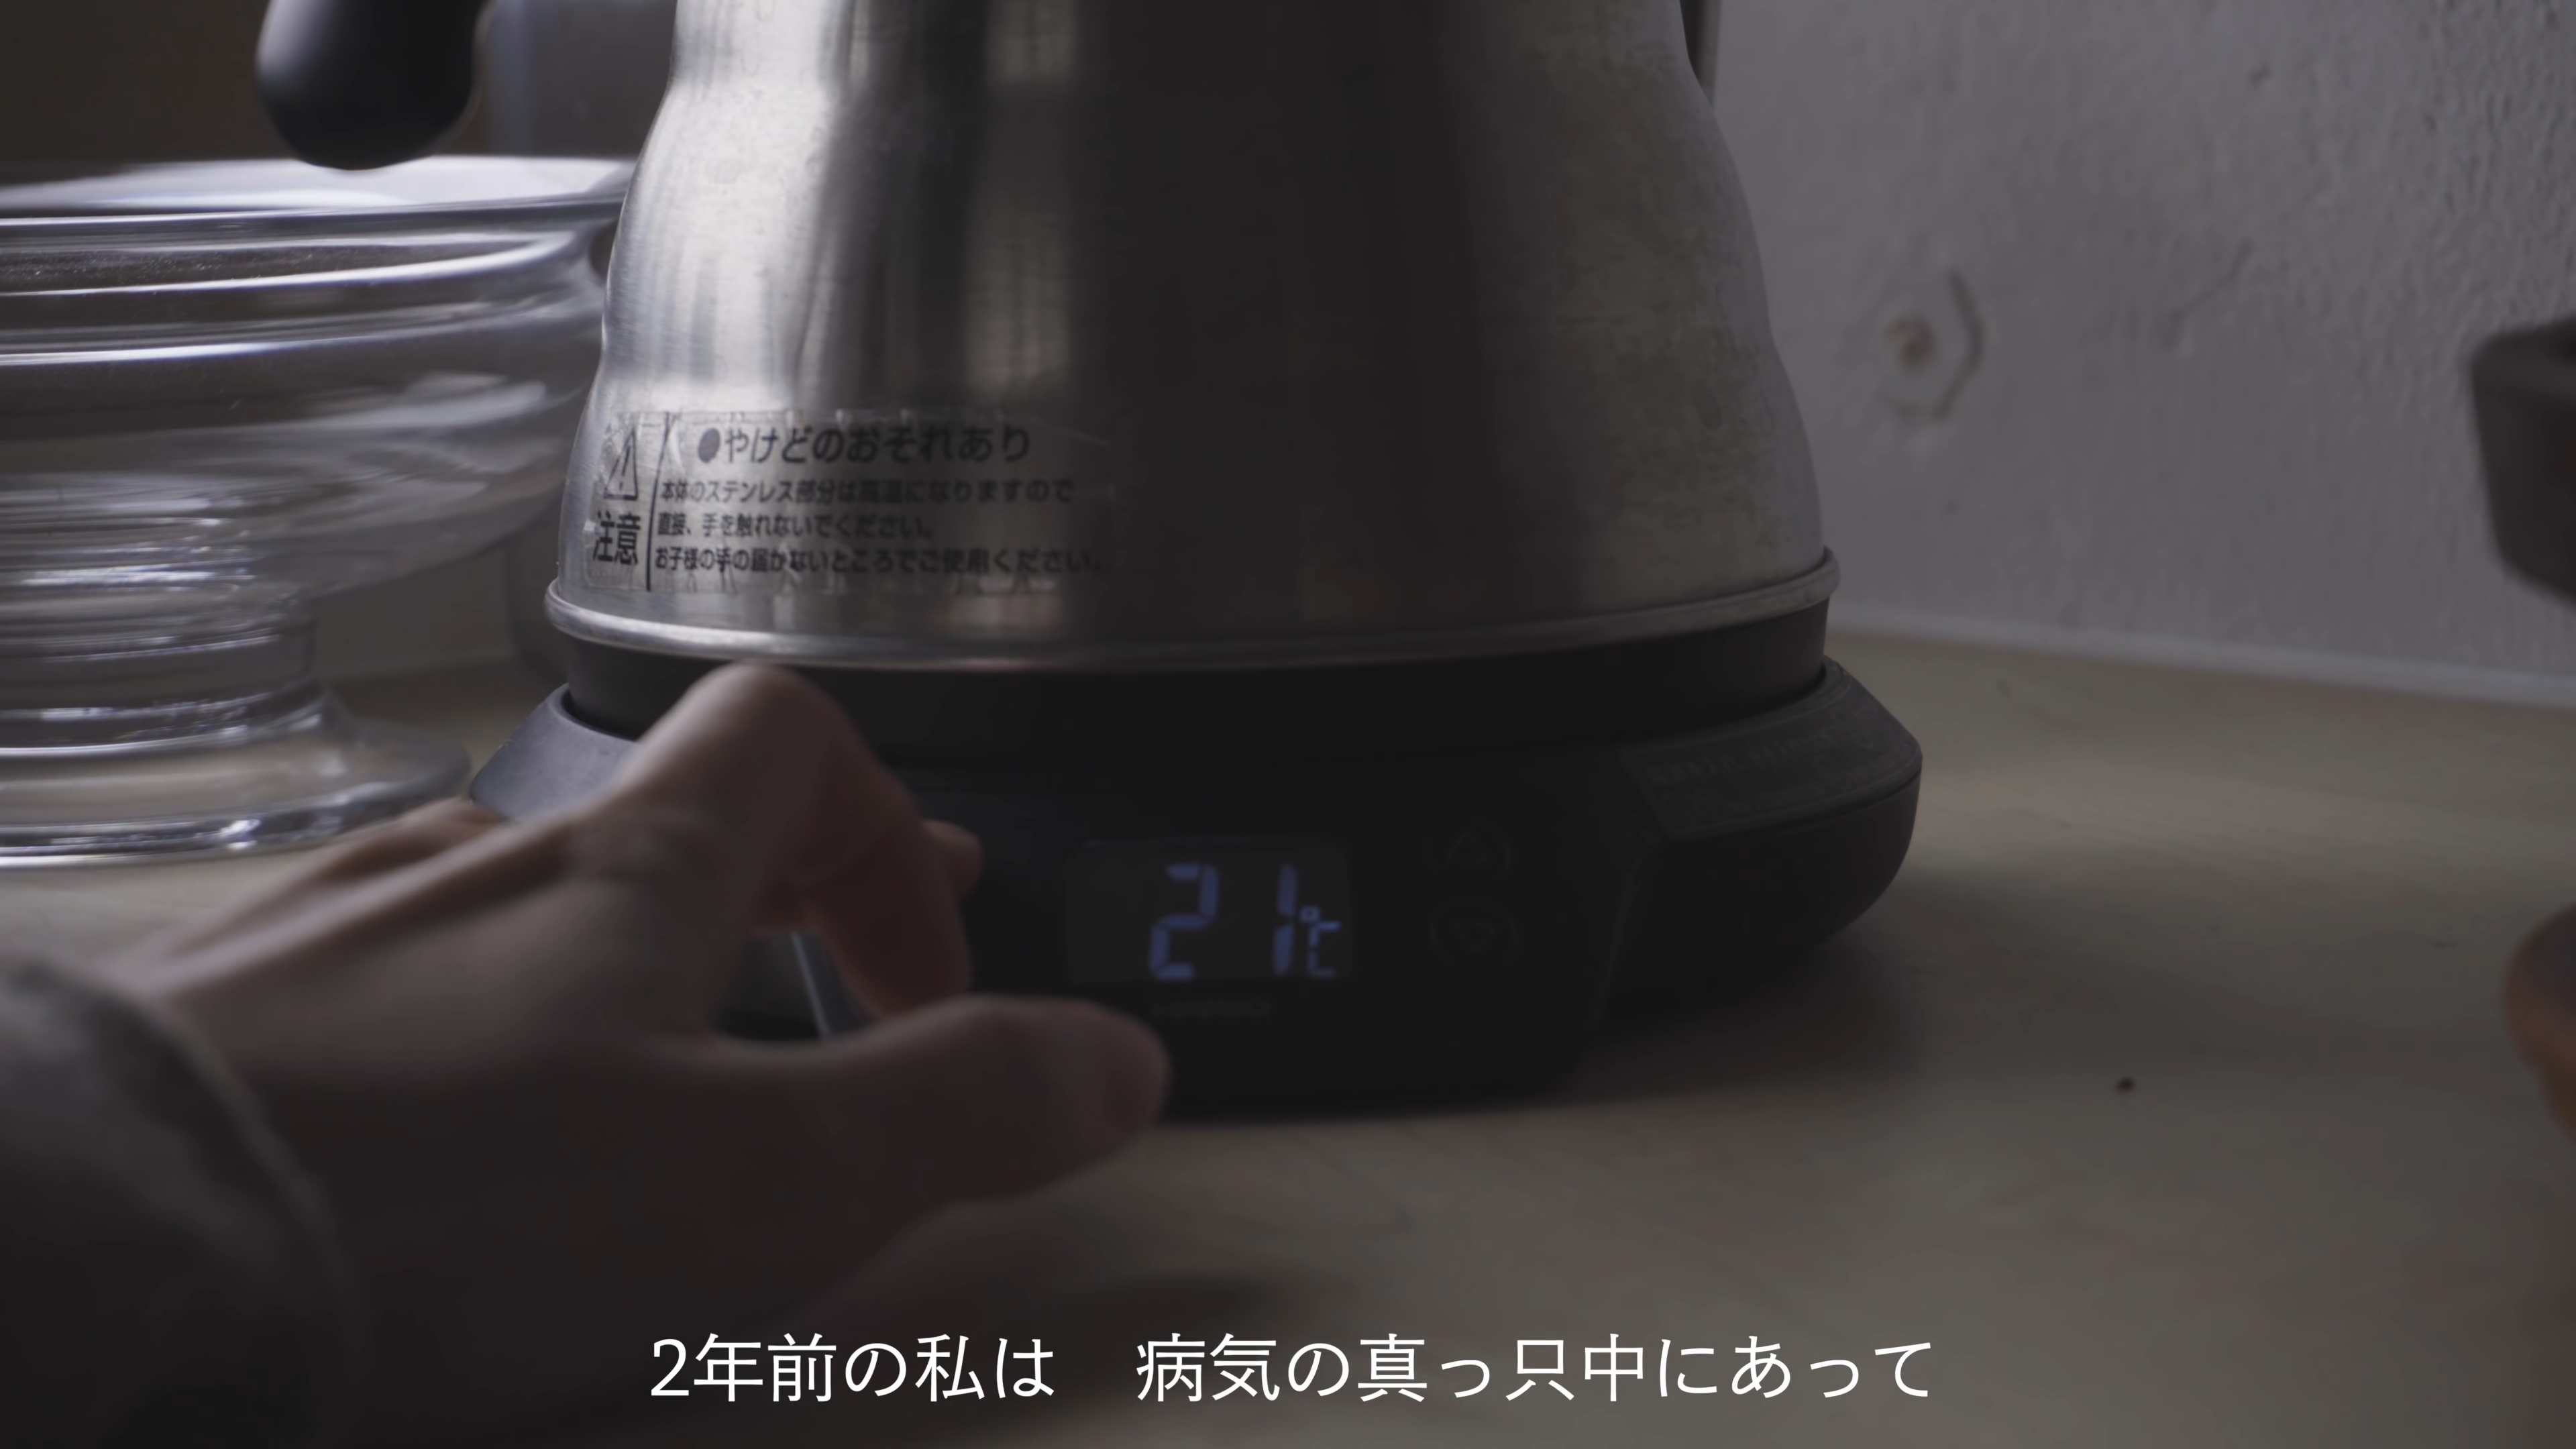 ●やけどのおそれあり
本体のステンレス部分は高温になりますので
直接、手を触れないでください。
注意
お子様の手の届かないところでご使用ください。
21℃
HARIO
2年前の私は　病気の真っ只中にあって